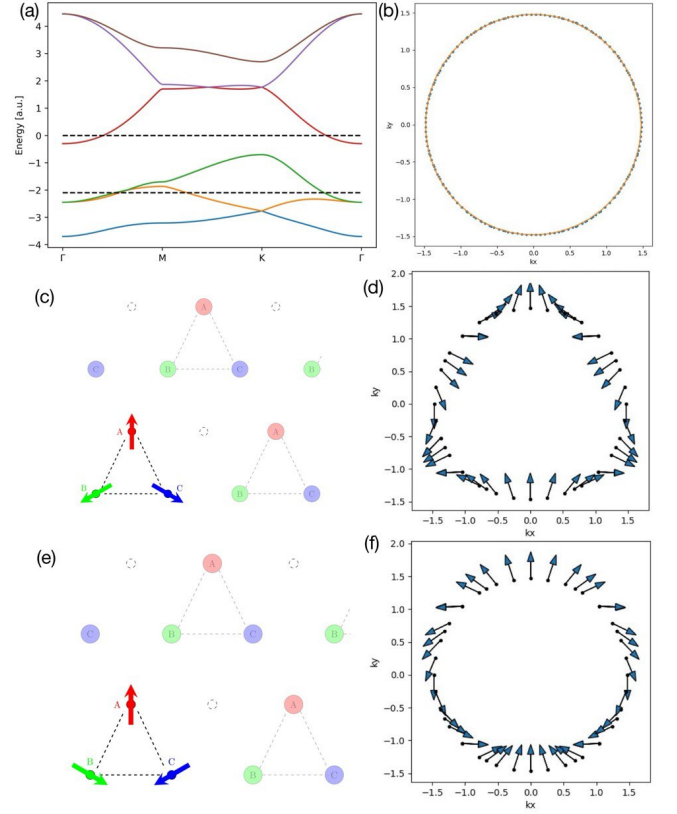 (a)
Energy [a.u.]
4
3
2
1
0
−1
−2
−3
−4
Γ
M
K
Γ
(b)
ky
1.5
1.0
0.5
0.0
−0.5
−1.0
−1.5
−1.5
−1.0
−0.5
0.0
0.5
1.0
1.5
kx
(c)
A
C
B
C
B
A
A
B
C
B
C
(d)
ky
2.0
1.5
1.0
0.5
0.0
−0.5
−1.0
−1.5
−1.5
−1.0
−0.5
0.0
0.5
1.0
1.5
kx
(e)
A
C
B
C
B
A
A
B
C
B
C
(f)
ky
2.0
1.5
1.0
0.5
0.0
−0.5
−1.0
−1.5
−1.5
−1.0
−0.5
0.0
0.5
1.0
1.5
kx